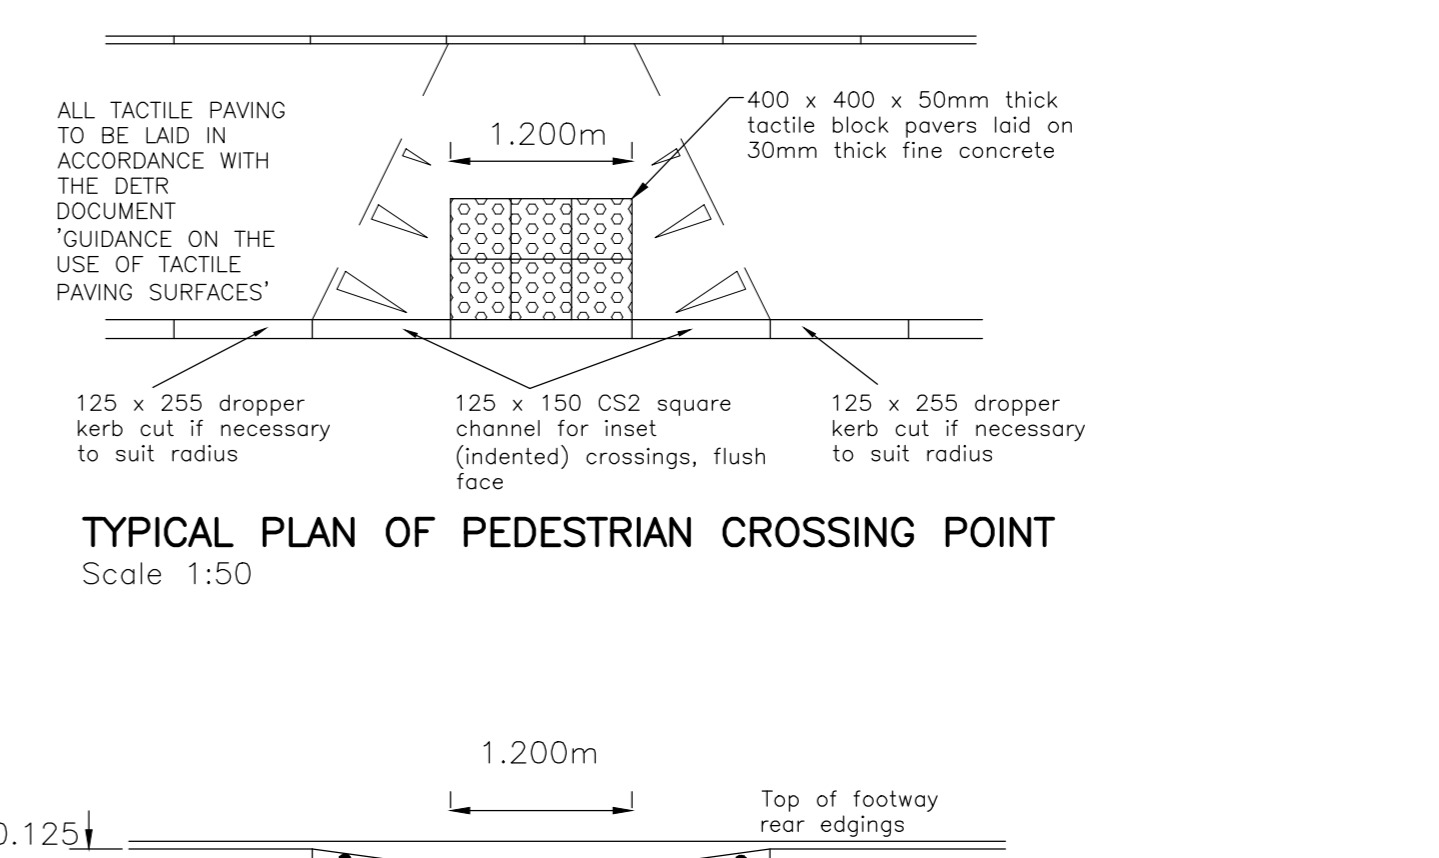 ALL TACTILE PAVING
TO BE LAID IN
ACCORDANCE WITH
THE DETR
DOCUMENT
'GUIDANCE ON THE
USE OF TACTILE
PAVING SURFACES'
1.200m
400 x 400 x 50mm thick
tactile block pavers laid on
30mm thick fine concrete
125 x 255 dropper
kerb cut if necessary
to suit radius
125 x 150 CS2 square
channel for inset
(indented) crossings, flush
face
125 x 255 dropper
kerb cut if necessary
to suit radius
TYPICAL PLAN OF PEDESTRIAN CROSSING POINT
Scale 1:50
1.200m
Top of footway
rear edgings
0.125